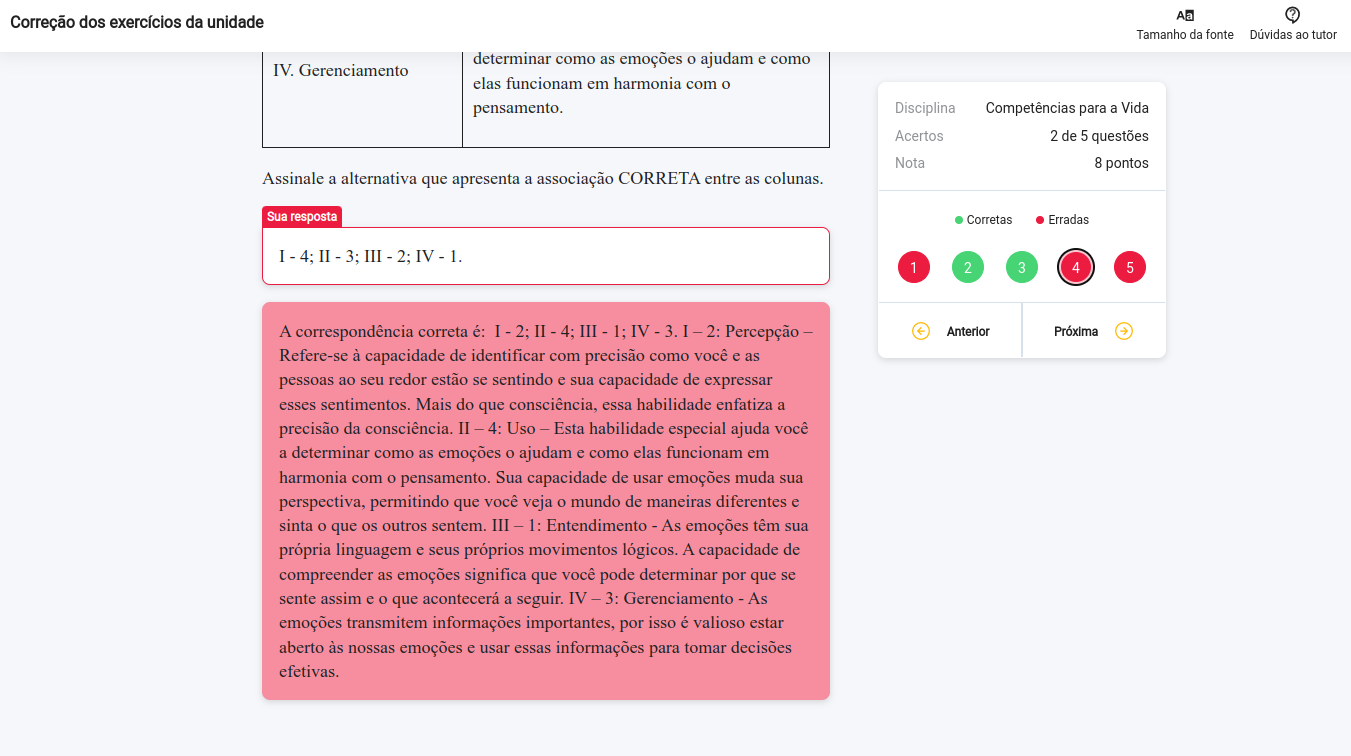 Correção dos exercícios da unidade
Tamanho da fonte
Dúvidas ao tutor
determinar como as emoções o ajudam e como
IV. Gerenciamento
elas funcionam em harmonia com o
pensamento.
Assinale a alternativa que apresenta a associação CORRETA entre as colunas.
Sua resposta
I - 4; II - 3; III - 2; IV - 1.
A correspondência correta é:  I - 2; II - 4; III - 1; IV - 3. I – 2: Percepção –
Refere-se à capacidade de identificar com precisão como você e as
pessoas ao seu redor estão se sentindo e sua capacidade de expressar
esses sentimentos. Mais do que consciência, essa habilidade enfatiza a
precisão da consciência. II – 4: Uso – Esta habilidade especial ajuda você
a determinar como as emoções o ajudam e como elas funcionam em
harmonia com o pensamento. Sua capacidade de usar emoções muda sua
perspectiva, permitindo que você veja o mundo de maneiras diferentes e
sinta o que os outros sentem. III – 1: Entendimento - As emoções têm sua
própria linguagem e seus próprios movimentos lógicos. A capacidade de
compreender as emoções significa que você pode determinar por que se
sente assim e o que acontecerá a seguir. IV – 3: Gerenciamento - As
emoções transmitem informações importantes, por isso é valioso estar
aberto às nossas emoções e usar essas informações para tomar decisões
efetivas.
Disciplina Competências para a Vida
Acertos 2 de 5 questões
Nota 8 pontos
Corretas Erradas
1 2 3 4 5
Anterior Próxima